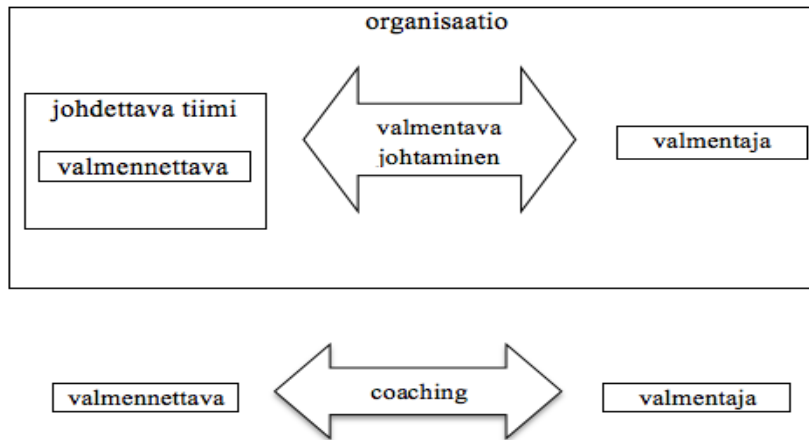 organisaatio
johdettava tiimi
valmennettava
valmentava
johtaminen
valmentaja
valmennettava
coaching
valmentaja